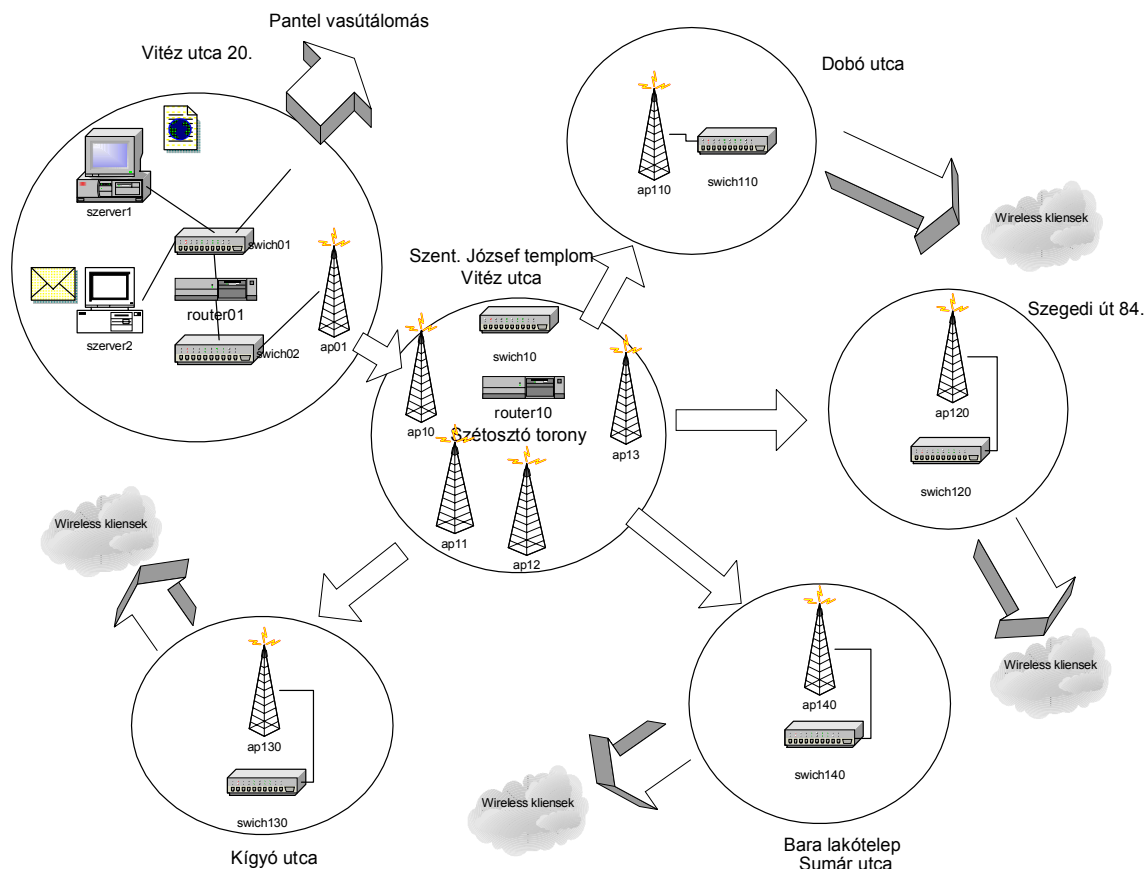 Pantel vasútálomás
Vitéz utca 20.
Dobó utca
szerver1
swich01
router01
szerver2
swich02
ap01
ap110
swich110
Wireless kliensek
Szent. József templom
Vitéz utca
swich10
router10
Szétosztó torony
ap10
ap13
ap11
ap12
Szegedi út 84.
ap120
swich120
Wireless kliensek
Wireless kliensek
ap130
swich130
Kígyó utca
ap140
swich140
Wireless kliensek
Bara lakótelep
Sumár utca